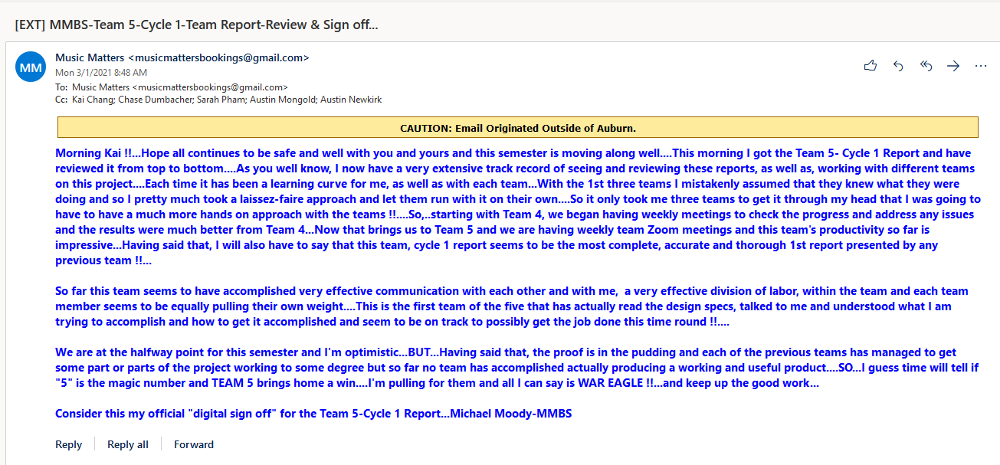 [EXT] MMBS-Team 5-Cycle 1-Team Report-Review & Sign off...
MM
Music Matters <musicmattersbookings@gmail.com>
Mon 3/1/2021 8:48 AM
To: Music Matters <musicmattersbookings@gmail.com>
Cc: Kai Chang; Chase Dumbacher; Sarah Pham; Austin Mongold; Austin Newkirk
CAUTION: Email Originated Outside of Auburn.
Morning Kai !!...Hope all continues to be safe and well with you and yours and this semester is moving along well....This morning I got the Team 5- Cycle 1 Report and have
reviewed it from top to bottom....As you well know, I now have a very extensive track record of seeing and reviewing these reports, as well as, working with different teams
on this project....Each time it has been a learning curve for me, as well as with each team...With the 1st three teams I mistakenly assumed that they knew what they were
doing and so I pretty much took a laissez-faire approach and let them run with it on their own....So it only took me three teams to get it through my head that I was going to
have to have a much more hands on approach with the teams !!....So,..starting with Team 4, we began having weekly meetings to check the progress and address any issues
and the results were much better from Team 4...Now that brings us to Team 5 and we are having weekly team Zoom meetings and this team's productivity so far is
impressive...Having said that, I will also have to say that this team, cycle 1 report seems to be the most complete, accurate and thorough 1st report presented by any
previous team !!...
So far this team seems to have accomplished very effective communication with each other and with me,  a very effective division of labor, within the team and each team
member seems to be equally pulling their own weight....This is the first team of the five that has actually read the design specs, talked to me and understood what I am
trying to accomplish and how to get it accomplished and seem to be on track to possibly get the job done this time round !!....
We are at the halfway point for this semester and I'm optimistic...BUT...Having said that, the proof is in the pudding and each of the previous teams has managed to get
some part or parts of the project working to some degree but so far no team has accomplished actually producing a working and useful product....SO...I guess time will tell if
"5" is the magic number and TEAM 5 brings home a win....I'm pulling for them and all I can say is WAR EAGLE !!...and keep up the good work...
Consider this my official "digital sign off" for the Team 5-Cycle 1 Report...Michael Moody-MMBS
Reply Reply all Forward